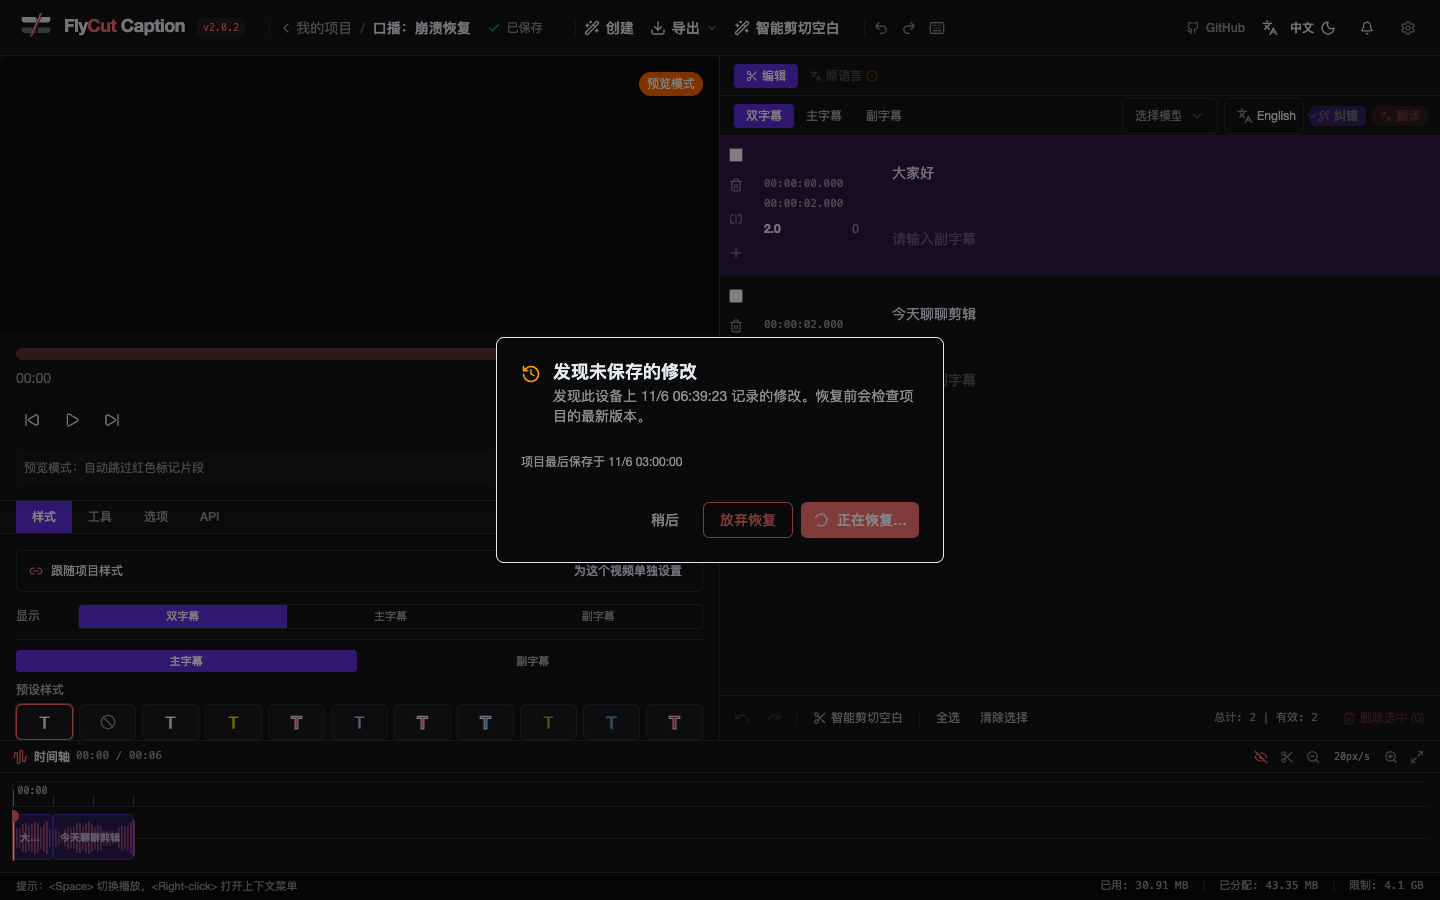 FlyCut Caption v2.0.2 我的项目 / 口播：崩溃恢复 已保存 创建 导出 智能剪切空白 GitHub 中文
预览模式
编辑 原语言
双字幕 主字幕 副字幕 选择模型 English 纠错 翻译
大家好
00:00:00.000
00:00:02.000
2.0 0
请输入副字幕
今天聊聊剪辑
00:00:02.000
发现未保存的修改
发现此设备上 11/6 06:39:23 记录的修改。恢复前会检查项
目的最新版本。
项目最后保存于 11/6 03:00:00
稍后 放弃恢复 正在恢复...
字幕
00:00
预览模式：自动跳过红色标记片段
样式 工具 选项 API
跟随项目样式 为这个视频单独设置
显示 双字幕 主字幕 副字幕
主字幕 副字幕
预设样式
T T T T T T T T T T
智能剪切空白 全选 清除选择 总计: 2 | 有效: 2 删除选中 (0)
时间轴 00:00 / 00:06 20px/s
00:00
大... 今天聊聊剪辑
提示：<Space> 切换播放，<Right-click> 打开上下文菜单 已用: 30.91 MB 已分配: 43.35 MB 限制: 4.1 GB